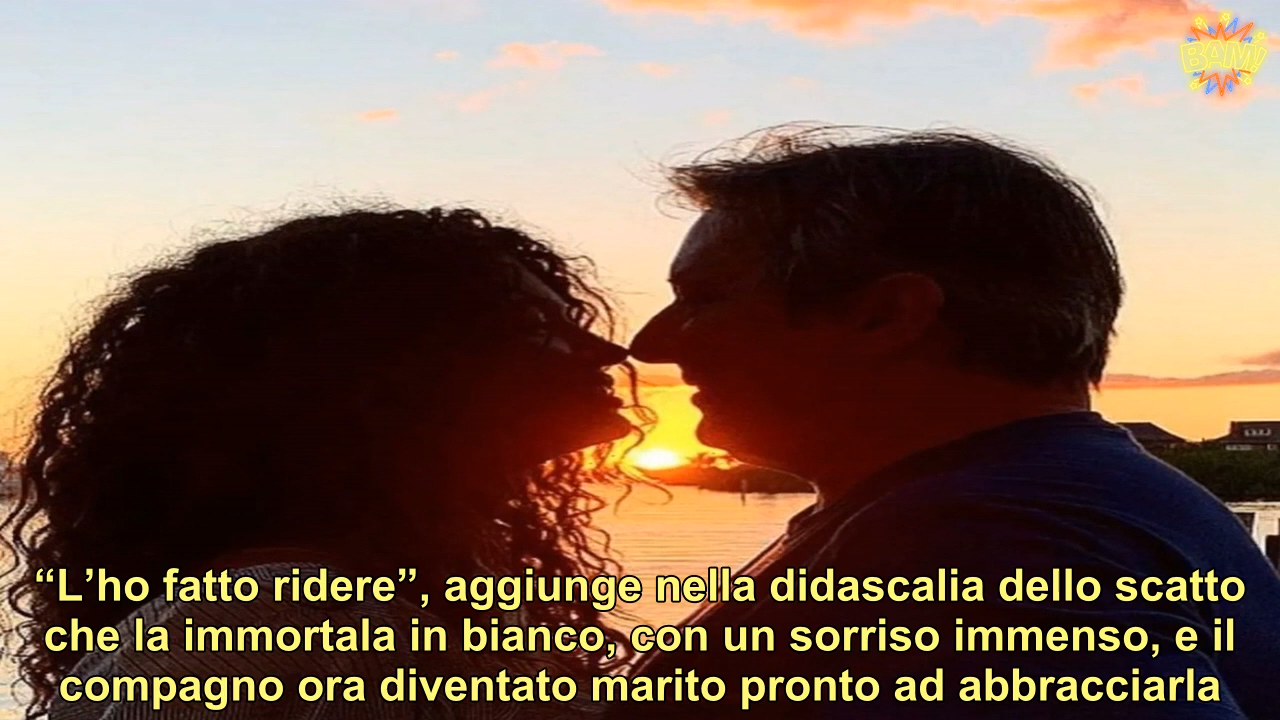 BAM!
“L’ho fatto ridere”, aggiunge nella didascalia dello scatto
che la immortala in bianco, con un sorriso immenso, e il
compagno ora diventato marito pronto ad abbracciarla